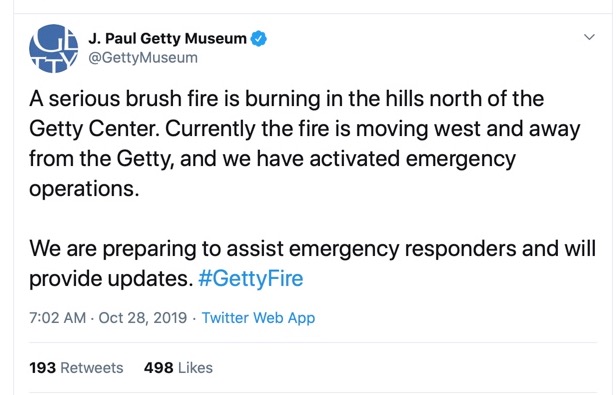 GE
TTY
J. Paul Getty Museum
@GettyMuseum
A serious brush fire is burning in the hills north of the
Getty Center. Currently the fire is moving west and away
from the Getty, and we have activated emergency
operations.
We are preparing to assist emergency responders and will
provide updates. #GettyFire
7:02 AM · Oct 28, 2019 · Twitter Web App
193 Retweets 498 Likes